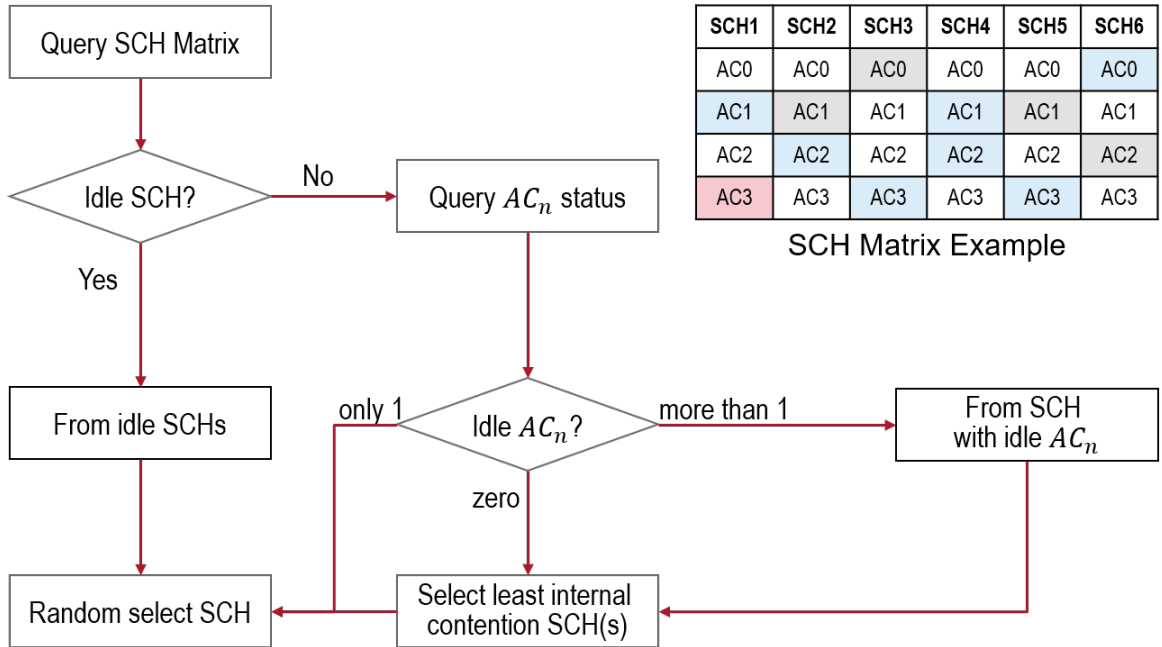 Query SCH Matrix
SCH1 SCH2 SCH3 SCH4 SCH5 SCH6
AC0 AC0 AC0 AC0 AC0 AC0
AC1 AC1 AC1 AC1 AC1 AC1
AC2 AC2 AC2 AC2 AC2 AC2
AC3 AC3 AC3 AC3 AC3 AC3
SCH Matrix Example
Idle SCH?
No
Query ACₙ status
Yes
From idle SCHs
only 1
Idle ACₙ?
more than 1
From SCH
with idle ACₙ
zero
Random select SCH
Select least internal
contention SCH(s)